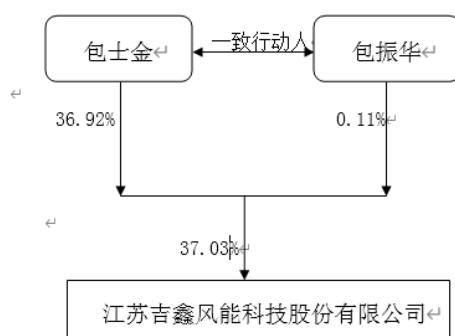 包士金
一致行动人
包振华
36.92%
0.11%
37.03%
江苏吉鑫风能科技股份有限公司